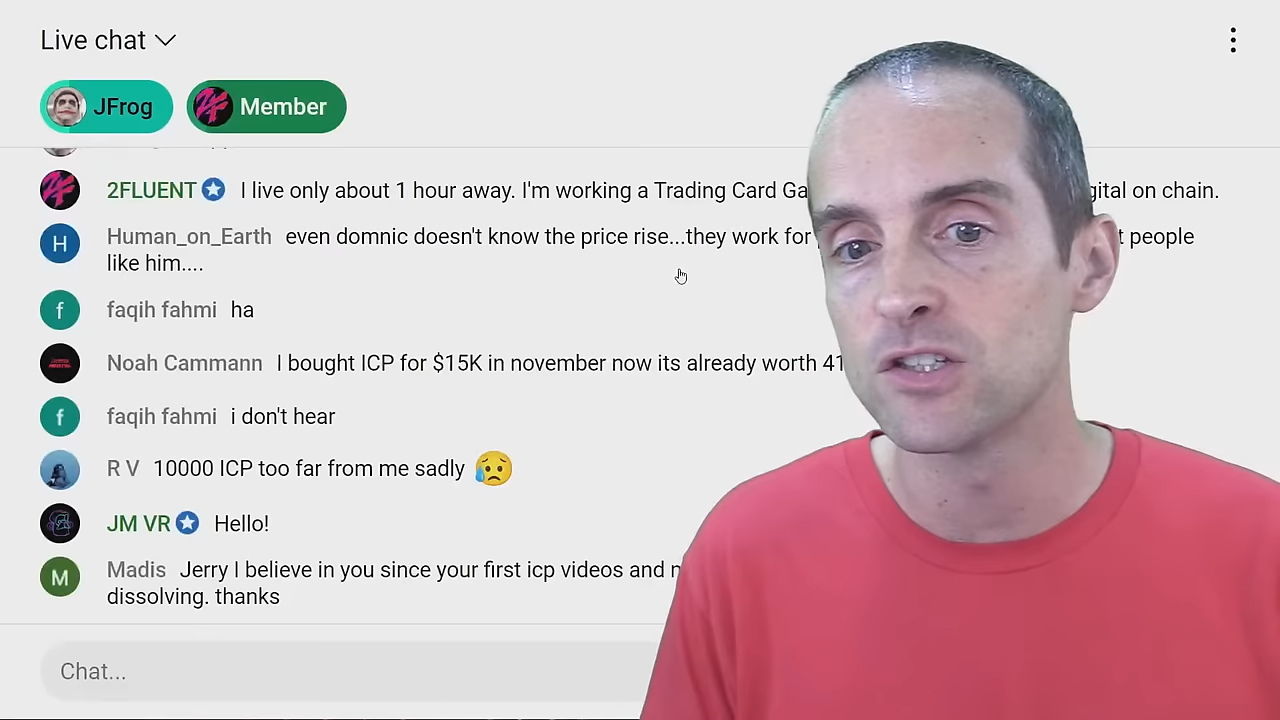 Live chat
JFrog
Member
2FLUENT I live only about 1 hour away. I'm working a Trading Card Ga gital on chain.
Human_on_Earth even domnic doesn't know the price rise...they work for people
like him....
faqih fahmi ha
Noah Cammann I bought ICP for $15K in november now its already worth 41
faqih fahmi i don't hear
R V 10000 ICP too far from me sadly 😥
JM VR Hello!
Madis Jerry I believe in you since your first icp videos and
dissolving. thanks
Chat...
H
f
f
M